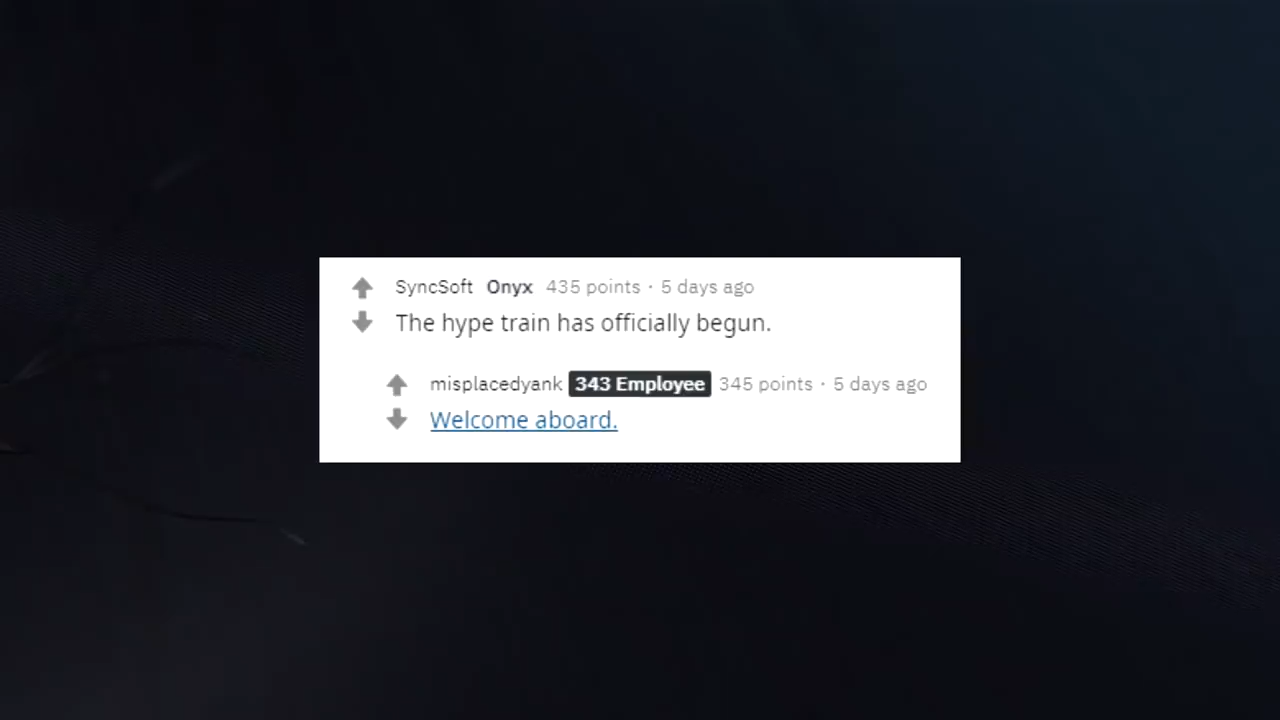 SyncSoft Onyx 435 points · 5 days ago
The hype train has officially begun.
misplacedyank 343 Employee 345 points · 5 days ago
Welcome aboard.